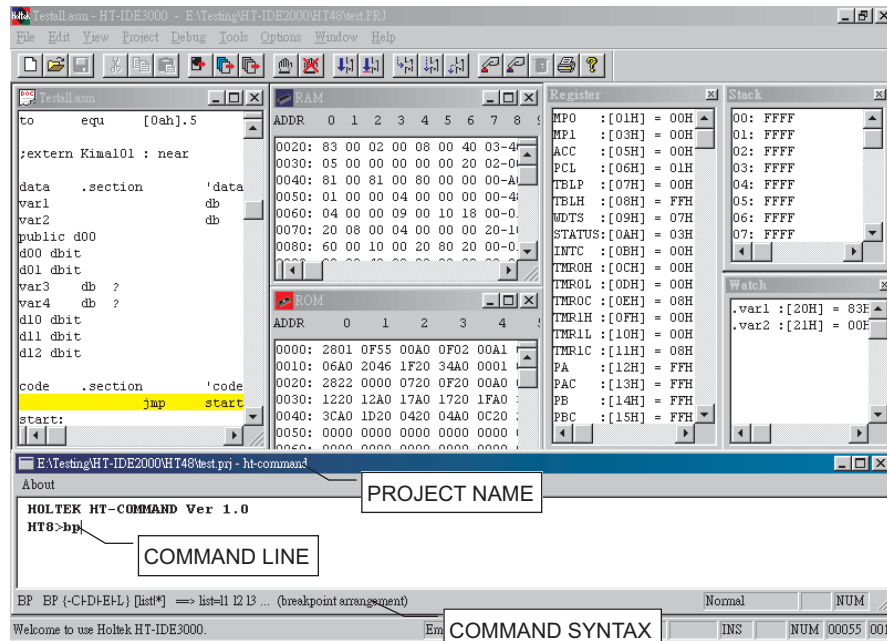 Testall.asm - HT-IDE3000 - E:\Testing\HT-IDE2000\HT48\test.PRJ
File Edit View Project Debug Tools Options Window Help
Testall.asm
to equ [0ah].5
;extern Kimal01 : near
data .section 'data
var1 db
var2 db
public d00
d00 dbit
d01 dbit
var3 db ?
var4 db ?
d10 dbit
d11 dbit
d12 dbit
code .section 'code
jmp start
start:
RAM
ADDR 0 1 2 3 4 5 6 7 8
0020: 83 00 02 00 08 00 40 03-4
0030: 05 00 00 00 00 00 20 02-0
0040: 81 00 81 00 80 00 00 00-A
0050: 01 00 00 04 00 00 00 00-4
0060: 04 00 00 09 00 10 18 00-0
0070: 20 08 00 04 00 00 00 20-1
0080: 60 00 10 00 20 80 20 00-0
ROM
ADDR 0 1 2 3 4
0000: 2801 0F55 00A0 0F02 00A1
0010: 06A0 2046 1F20 34A0 0001
0020: 2822 0000 0720 0F20 00A0
0030: 1220 12A0 17A0 1720 1FA0
0040: 3CA0 1D20 0420 04A0 0C20
0050: 0000 0000 0000 0000 0000
Register
MP0 :[01H] = 00H
MP1 :[03H] = 00H
ACC :[05H] = 00H
PCL :[06H] = 01H
TBLP :[07H] = 00H
TBLH :[08H] = FFH
WDTS :[09H] = 07H
STATUS:[0AH] = 03H
INTC :[0BH] = 00H
TMR0H :[0CH] = 00H
TMR0L :[0DH] = 00H
TMR0C :[0EH] = 08H
TMR1H :[0FH] = 00H
TMR1L :[10H] = 00H
TMR1C :[11H] = 08H
PA :[12H] = FFH
PAC :[13H] = FFH
PB :[14H] = FFH
PBC :[15H] = FFH
Stack
00: FFFF
01: FFFF
02: FFFF
03: FFFF
04: FFFF
05: FFFF
06: FFFF
07: FFFF
Watch
.var1 :[20H] = 83
.var2 :[21H] = 00
E:\Testing\HT-IDE2000\HT48\test.prj - ht-command
About
PROJECT NAME
HOLTEK HT-COMMAND Ver 1.0
HT8>bp
COMMAND LINE
BP BP {-C|-D|-E|-L} [list|*] ==> list=l1 l2 l3 ... (breakpoint arrangement) Normal NUM
Welcome to use Holtek HT-IDE3000. Em INS NUM 00055 001
COMMAND SYNTAX